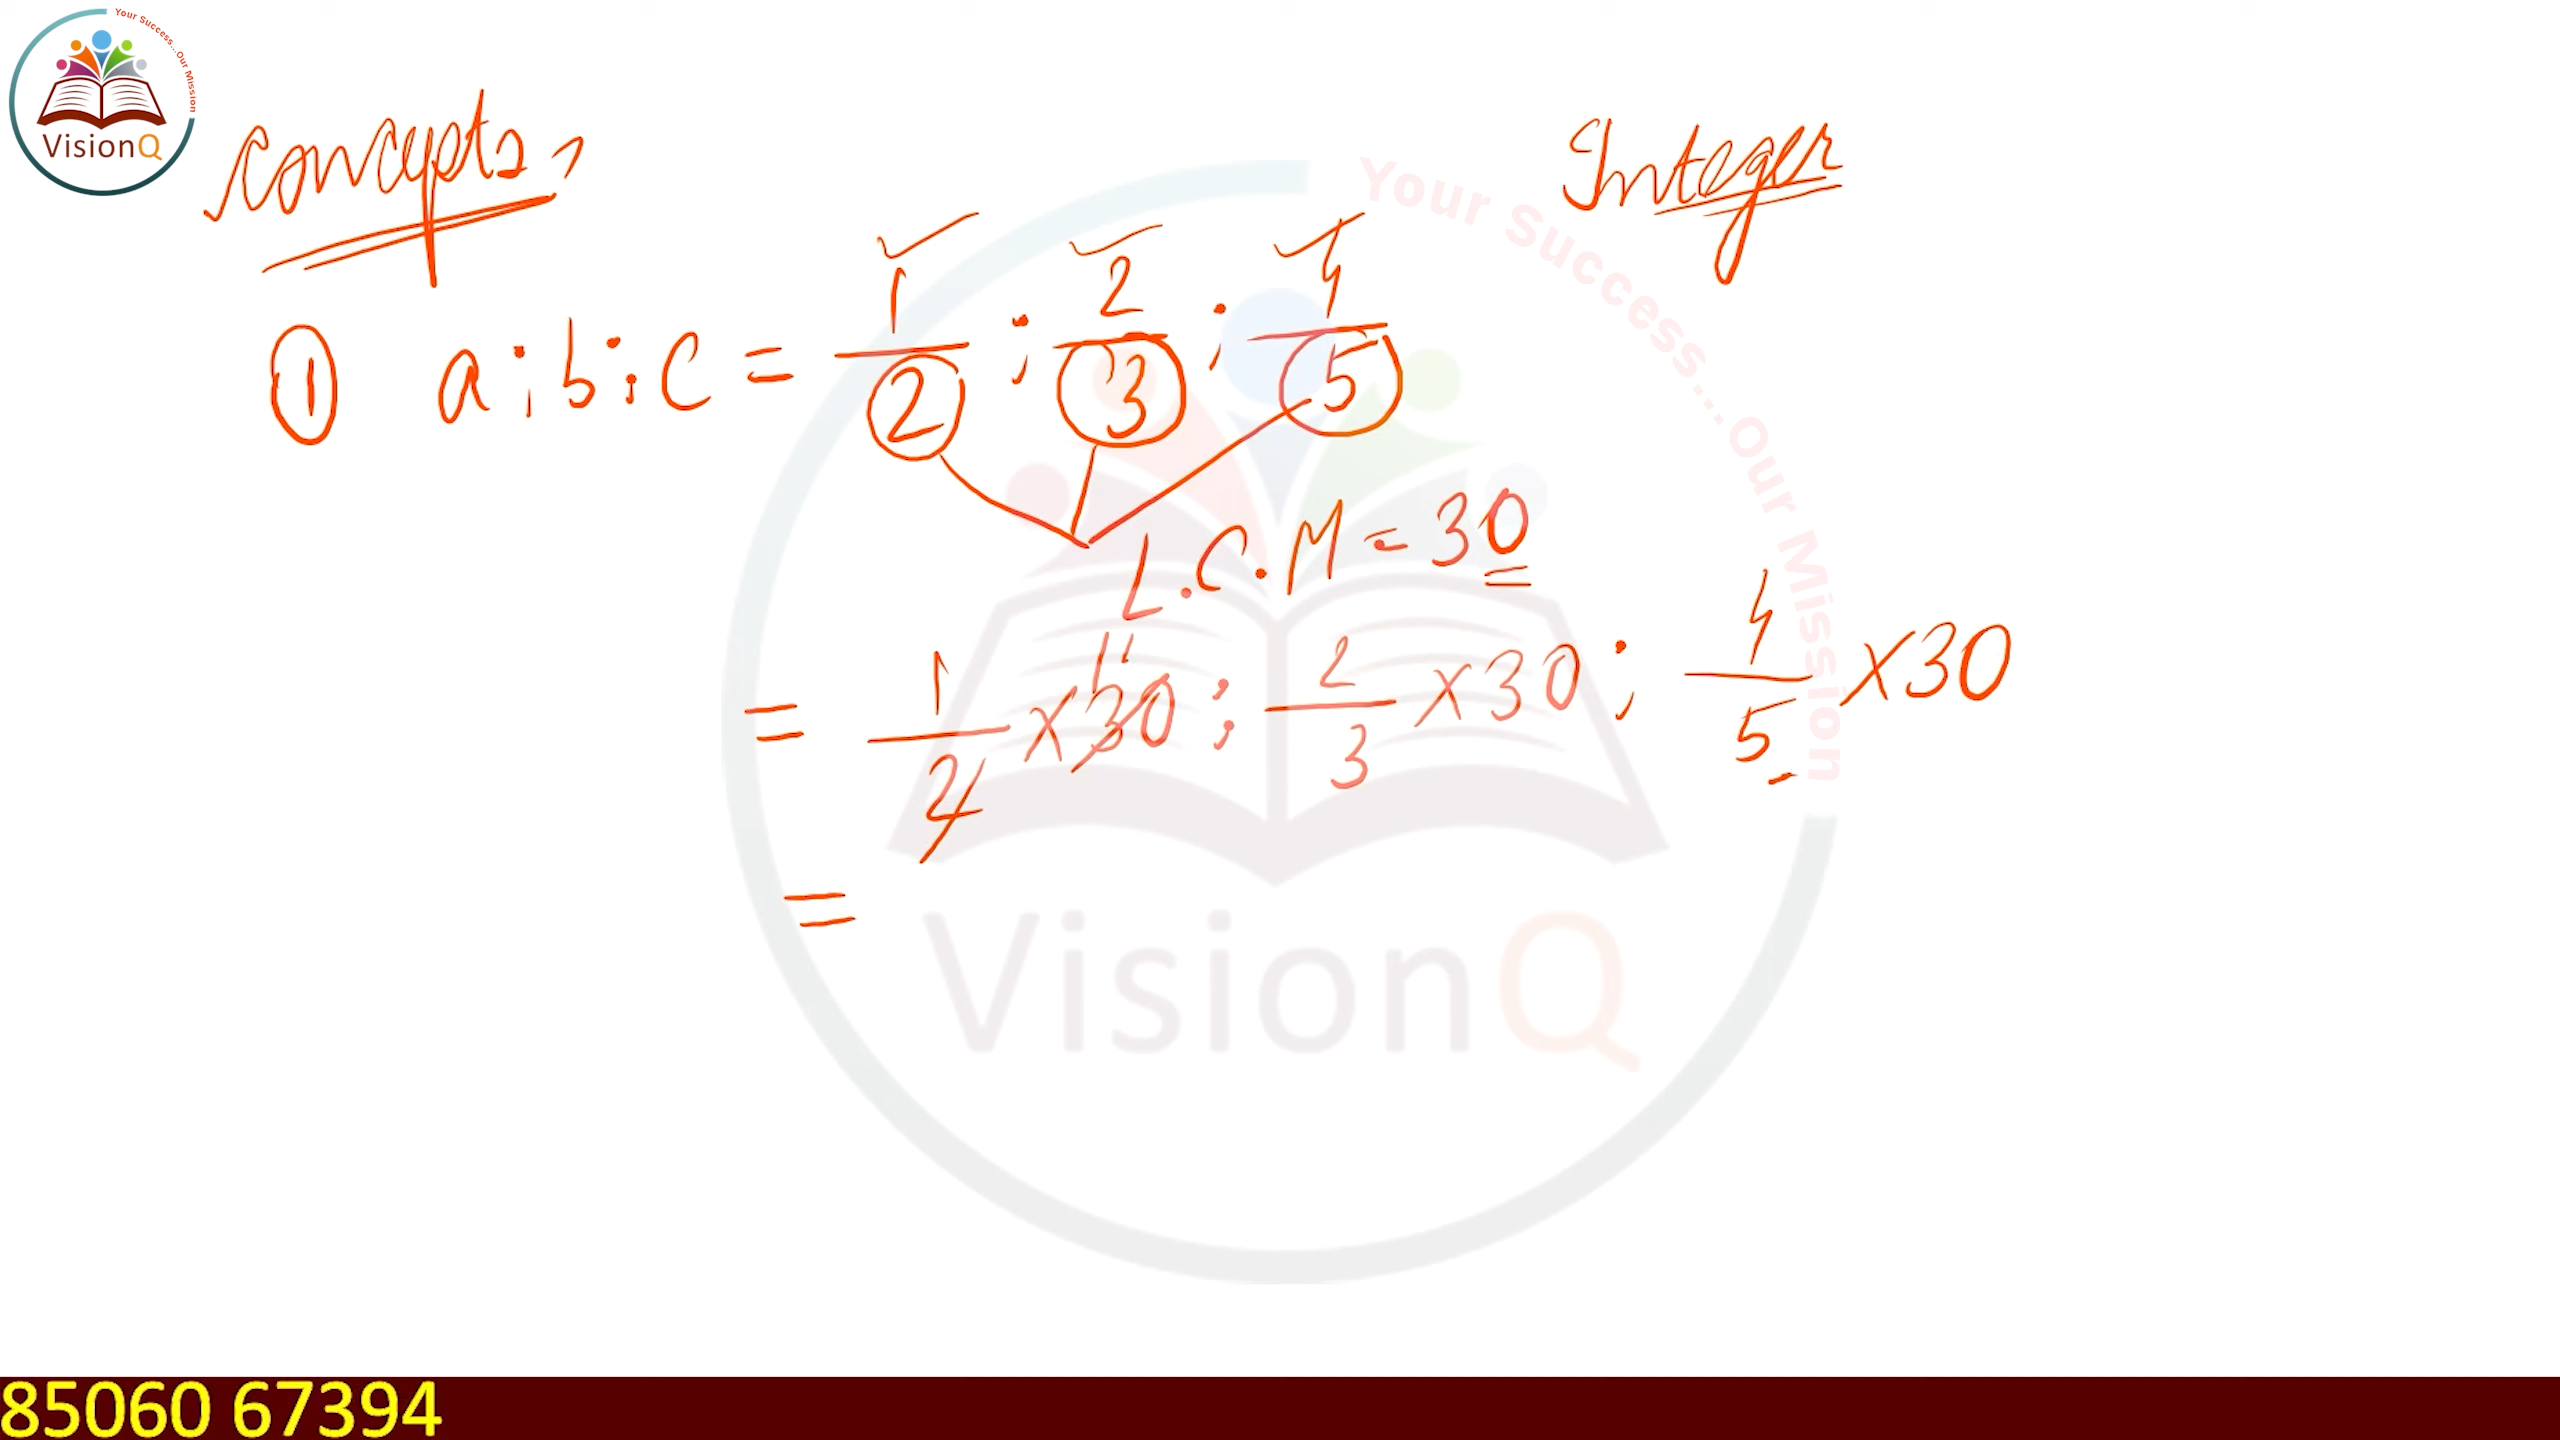 Your Success...Our Mission
VisionQ
Concepts,
Integer
① a:b:c = 1/2 : 2/3 : 4/5
L.C.M = 30
= 1/2 × 30 : 2/3 × 30 : 4/5 × 30
=
Your Success...Our Mission
VisionQ
85060 67394